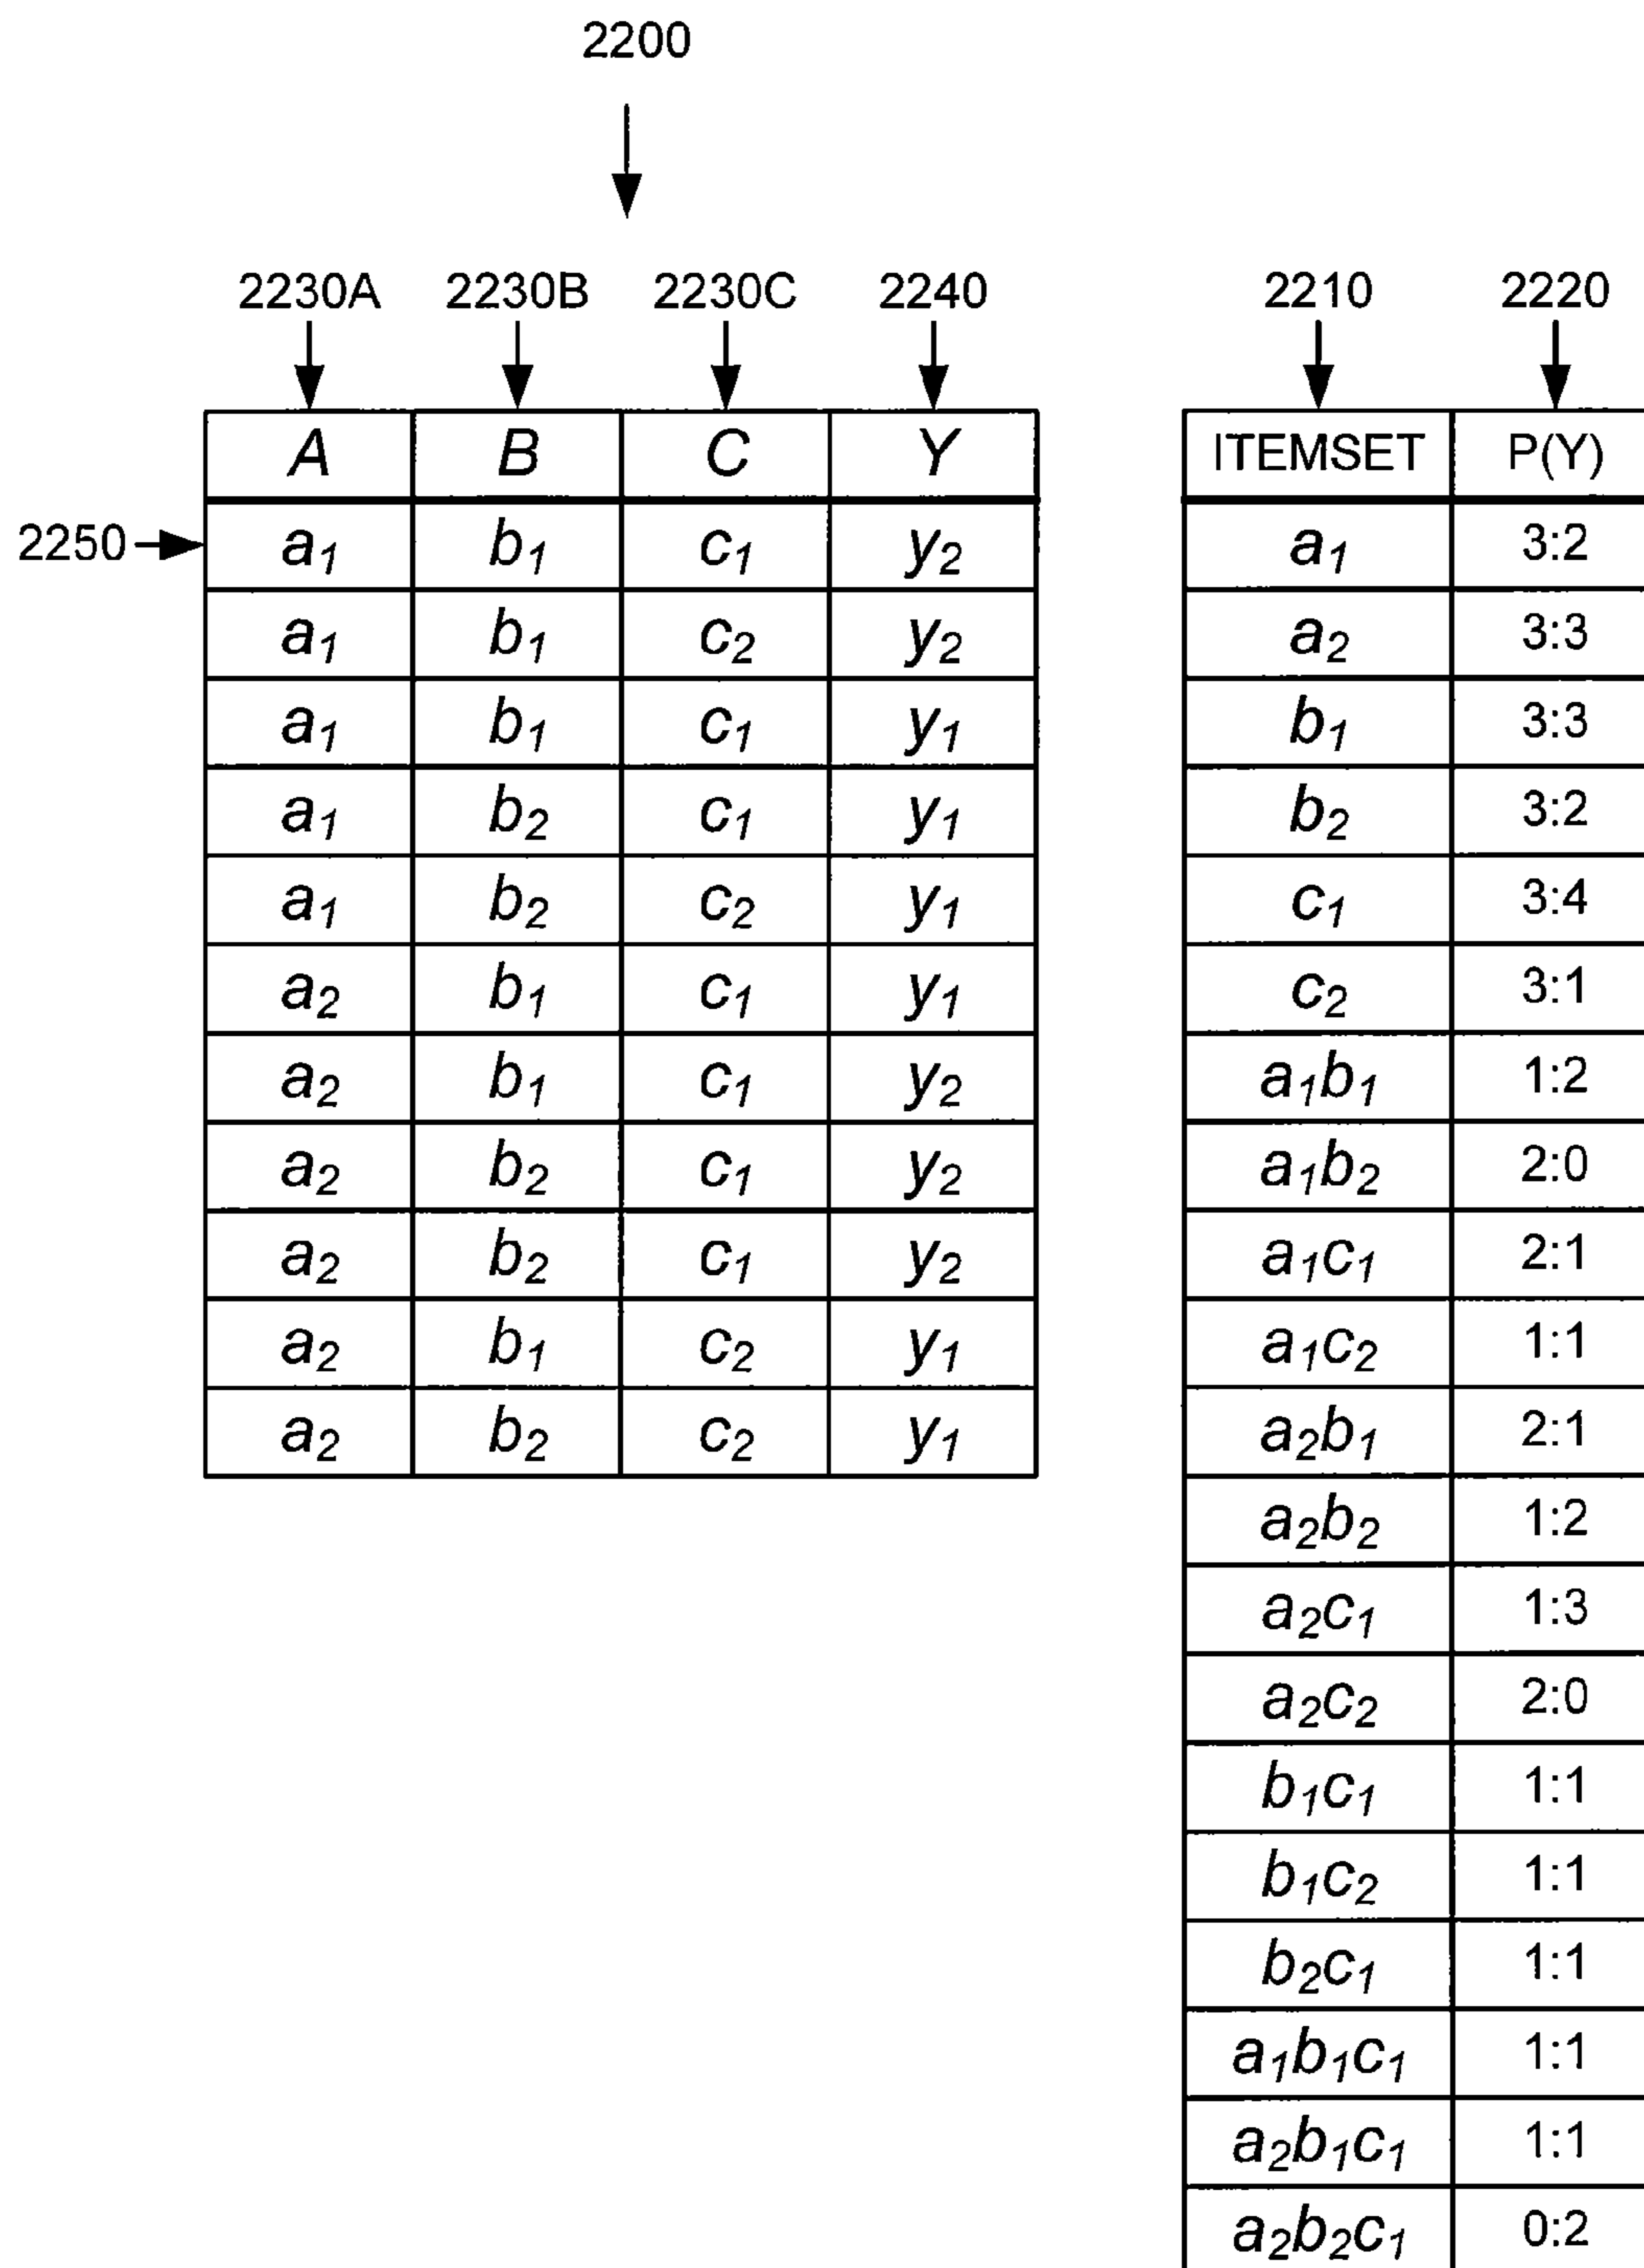 2200
2230A 2230B 2230C 2240
A B C Y
2250 a₁ b₁ c₁ y₂
a₁ b₁ c₂ y₂
a₁ b₁ c₁ y₁
a₁ b₂ c₁ y₁
a₁ b₂ c₂ y₁
a₂ b₁ c₁ y₁
a₂ b₁ c₁ y₂
a₂ b₂ c₁ y₂
a₂ b₂ c₁ y₂
a₂ b₁ c₂ y₁
a₂ b₂ c₂ y₁
2210 2220
ITEMSET P(Y)
a₁ 3:2
a₂ 3:3
b₁ 3:3
b₂ 3:2
c₁ 3:4
c₂ 3:1
a₁b₁ 1:2
a₁b₂ 2:0
a₁c₁ 2:1
a₁c₂ 1:1
a₂b₁ 2:1
a₂b₂ 1:2
a₂c₁ 1:3
a₂c₂ 2:0
b₁c₁ 1:1
b₁c₂ 1:1
b₂c₁ 1:1
a₁b₁c₁ 1:1
a₂b₁c₁ 1:1
a₂b₂c₁ 0:2